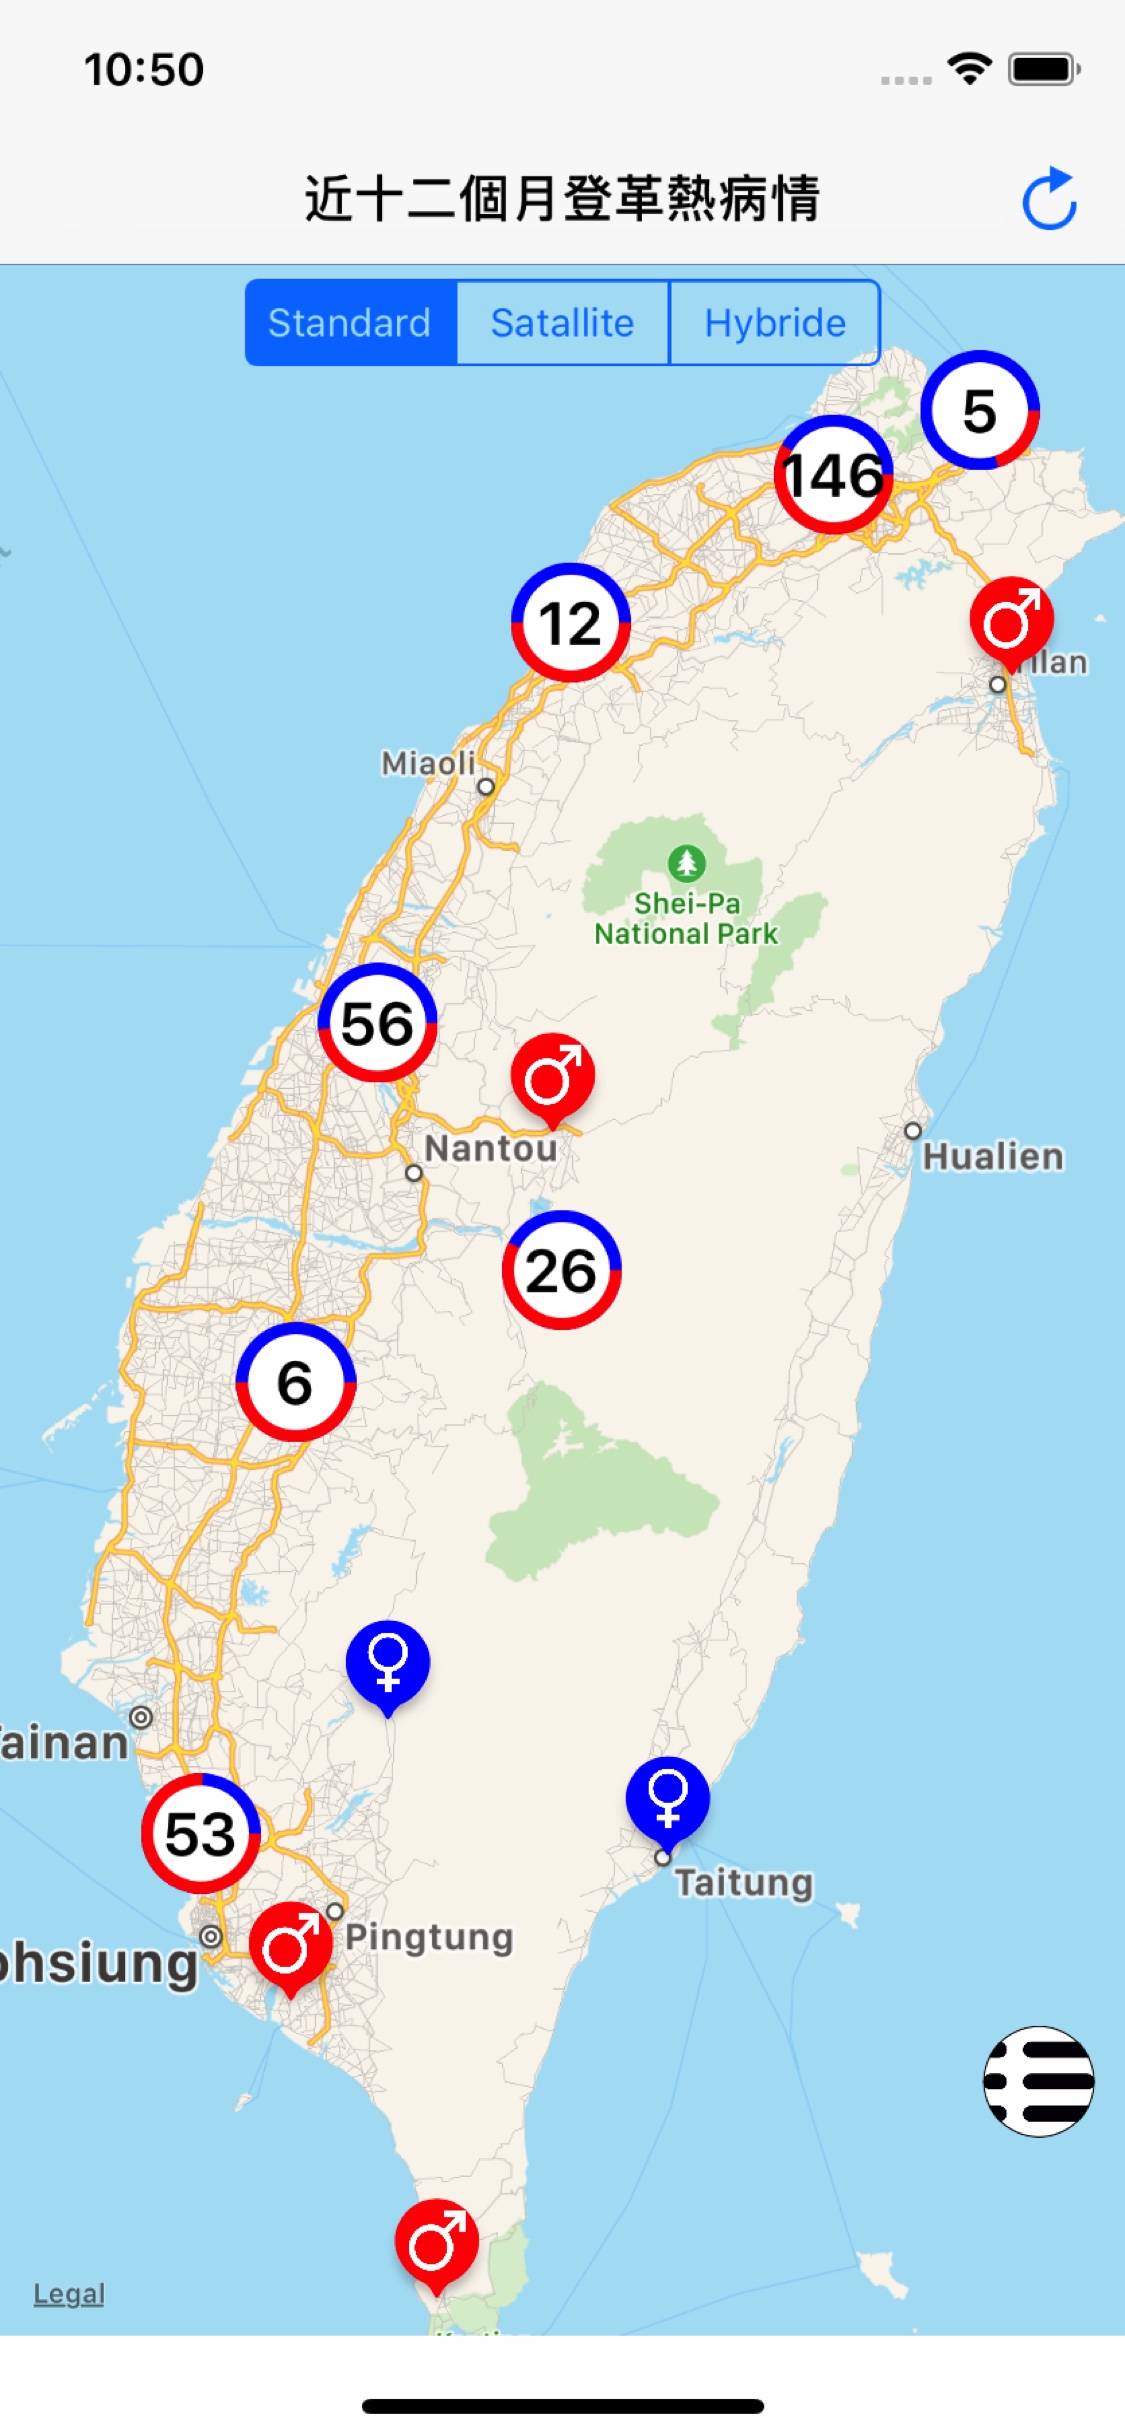 10:50
近十二個月登革熱病情
Standard Satallite Hybride
5
146
12
Miaoli
Shei-Pa
National Park
56
Nantou
Hualien
26
6
ainan
53
Taitung
Pingtung
ohsiung
Legal